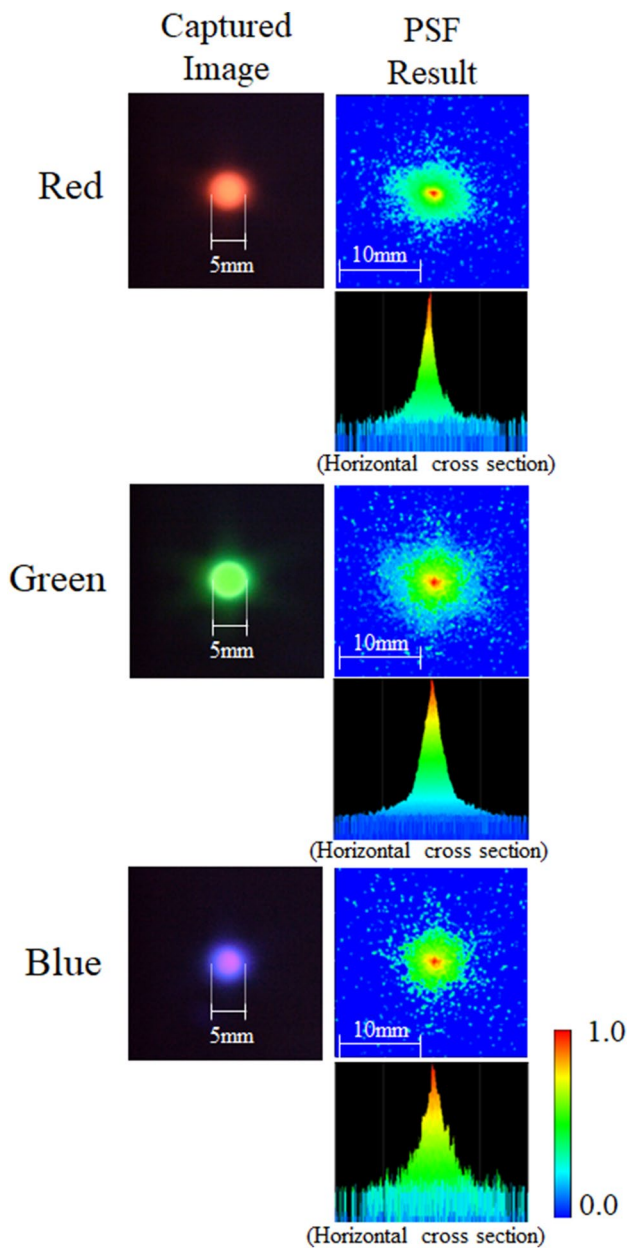 Captured
Image
PSF
Result
Red
5mm
10mm
(Horizontal cross section)
Green
5mm
10mm
(Horizontal cross section)
Blue
5mm
10mm
1.0
0.0
(Horizontal cross section)